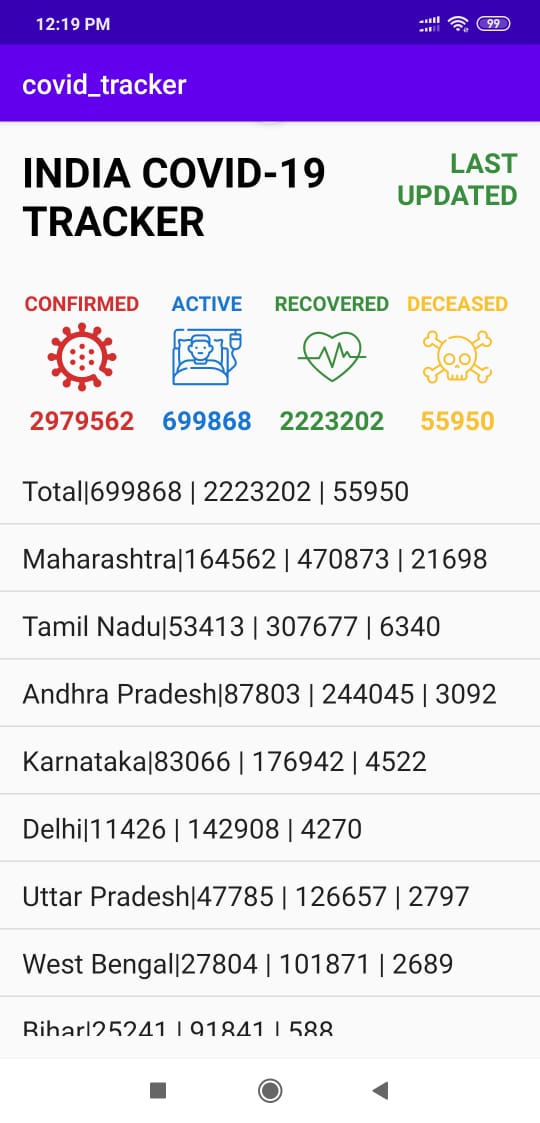 12:19 PM
99
covid_tracker
INDIA COVID-19
TRACKER
LAST
UPDATED
CONFIRMED
ACTIVE
RECOVERED
DECEASED
2979562
699868
2223202
55950
Total|699868 | 2223202 | 55950
Maharashtra|164562 | 470873 | 21698
Tamil Nadu|53413 | 307677 | 6340
Andhra Pradesh|87803 | 244045 | 3092
Karnataka|83066 | 176942 | 4522
Delhi|11426 | 142908 | 4270
Uttar Pradesh|47785 | 126657 | 2797
West Bengal|27804 | 101871 | 2689
Bihar|25241 | 91841 | 588